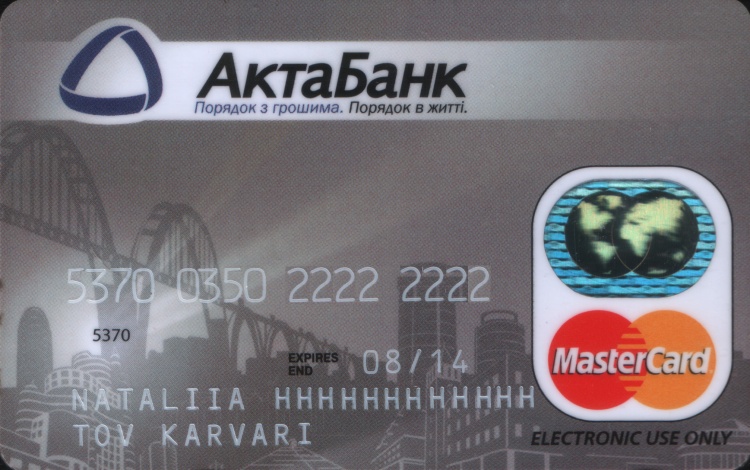 АктаБанк
Порядок з грошима. Порядок в житті.
5370 0350 2222 2222
5370
EXPIRES END 08/14
NATALIIA HHHHHHHHHHHHH
TOV KARVARI
MasterCard
ELECTRONIC USE ONLY